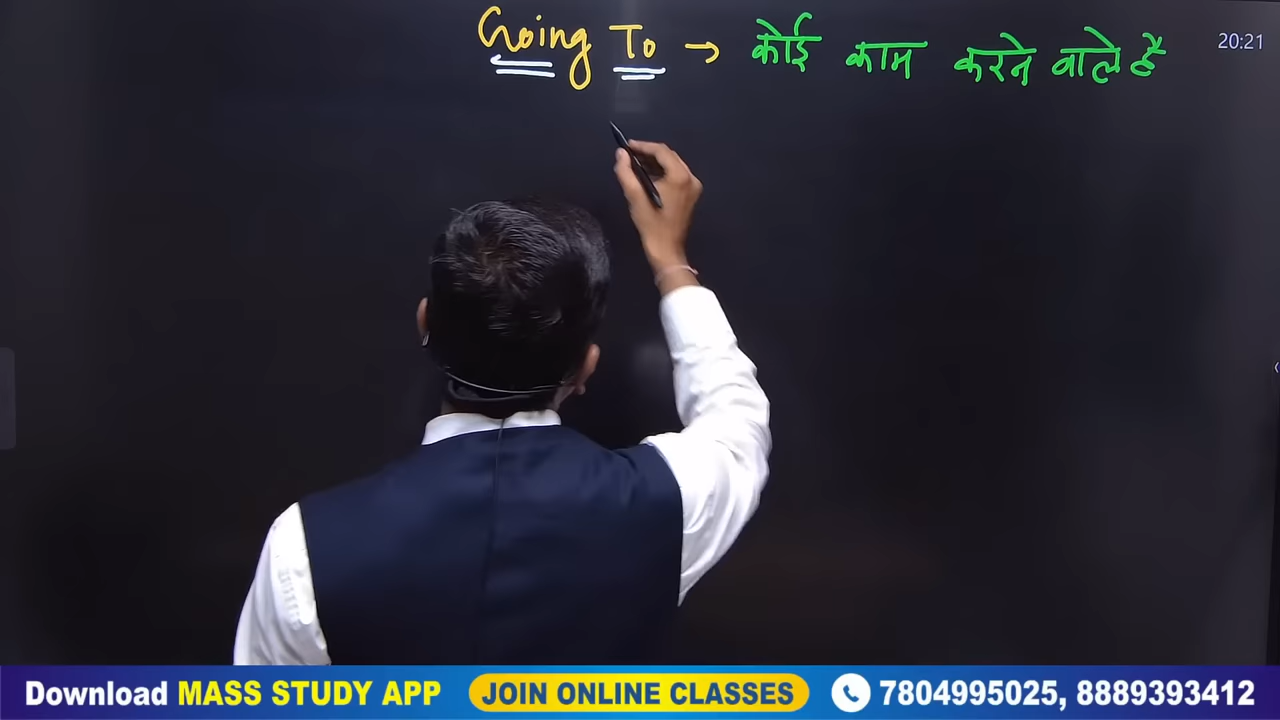 Going To → कोई काम करने वाले है
20:21
Download MASS STUDY APP JOIN ONLINE CLASSES 7804995025, 8889393412